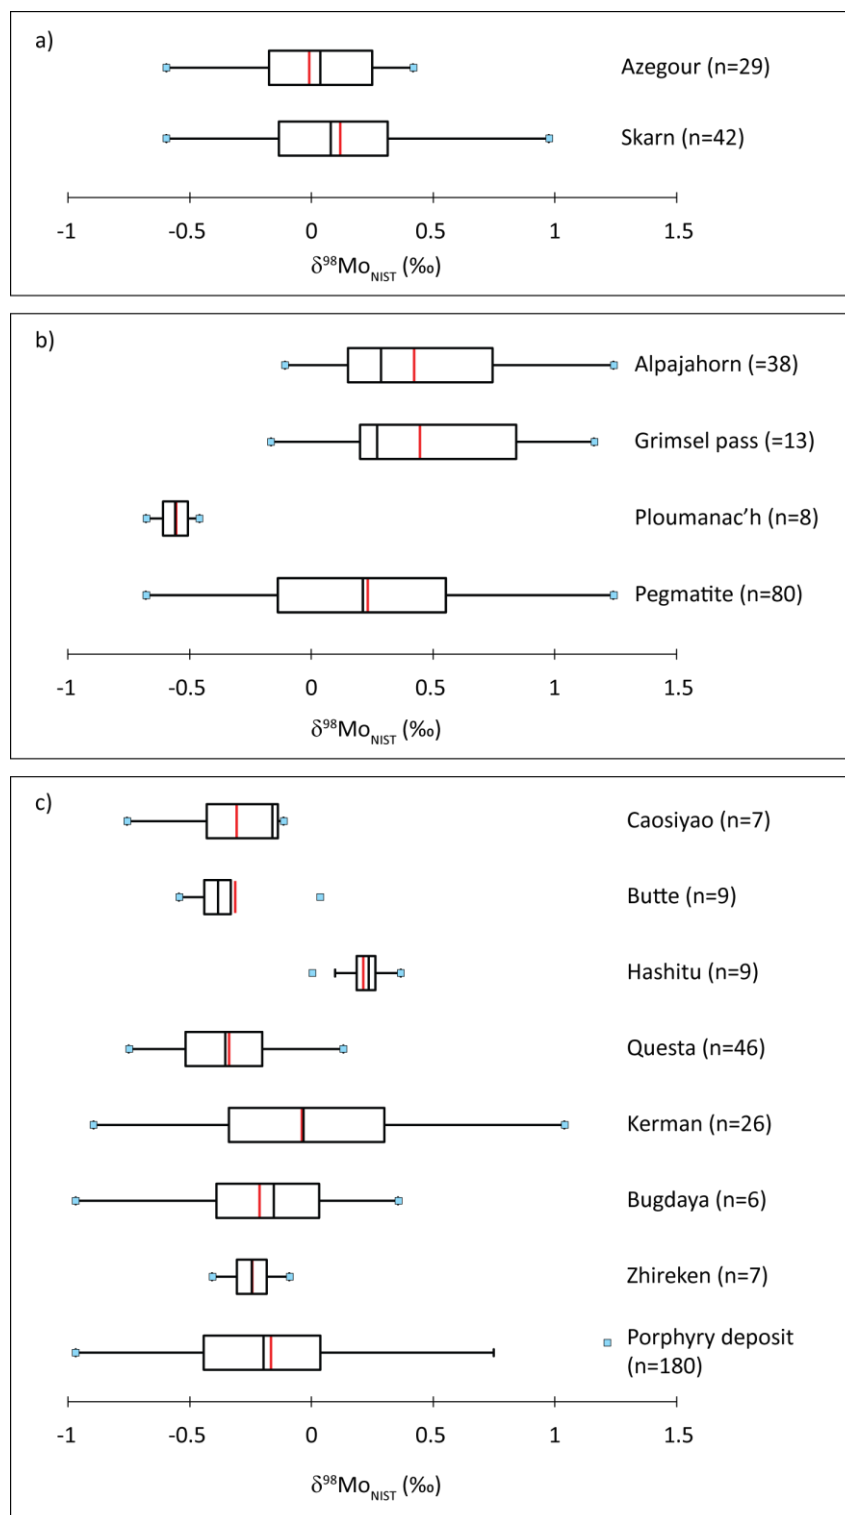 a)
Azegour (n=29)
Skarn (n=42)
-1 -0.5 0 0.5 1 1.5
δ⁹⁸Mo_NIST (‰)
b)
Alpajahorn (=38)
Grimsel pass (=13)
Ploumanac’h (n=8)
Pegmatite (n=80)
-1 -0.5 0 0.5 1 1.5
δ⁹⁸Mo_NIST (‰)
c)
Caosiyao (n=7)
Butte (n=9)
Hashitu (n=9)
Questa (n=46)
Kerman (n=26)
Bugdaya (n=6)
Zhireken (n=7)
Porphyry deposit
(n=180)
-1 -0.5 0 0.5 1 1.5
δ⁹⁸Mo_NIST (‰)